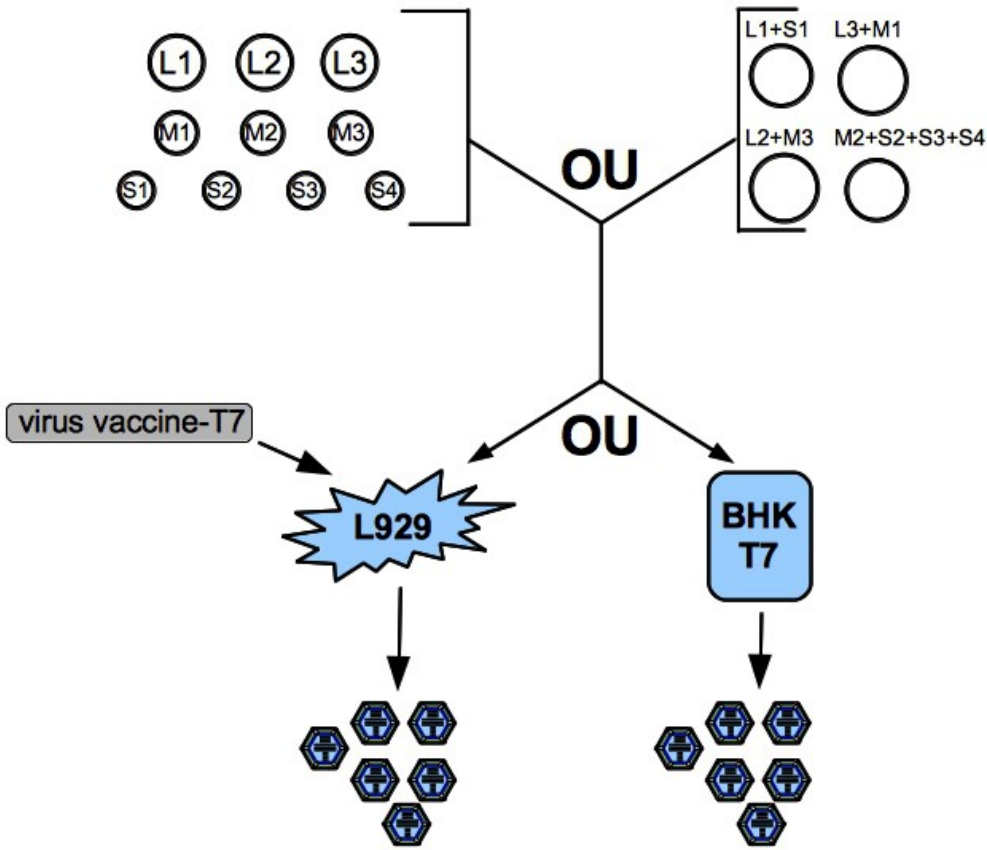 L1 L2 L3
M1 M2 M3
S1 S2 S3 S4
OU
L1+S1 L3+M1
L2+M3 M2+S2+S3+S4
virus vaccine-T7
OU
L929
BHK
T7